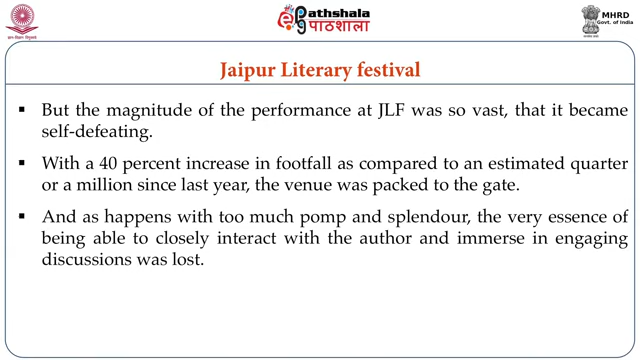 Pathshala
पाठशाला
MHRD
Govt. of India
Jaipur Literary festival
▪ But the magnitude of the performance at JLF was so vast, that it became
self-defeating.
▪ With a 40 percent increase in footfall as compared to an estimated quarter
or a million since last year, the venue was packed to the gate.
▪ And as happens with too much pomp and splendour, the very essence of
being able to closely interact with the author and immerse in engaging
discussions was lost.